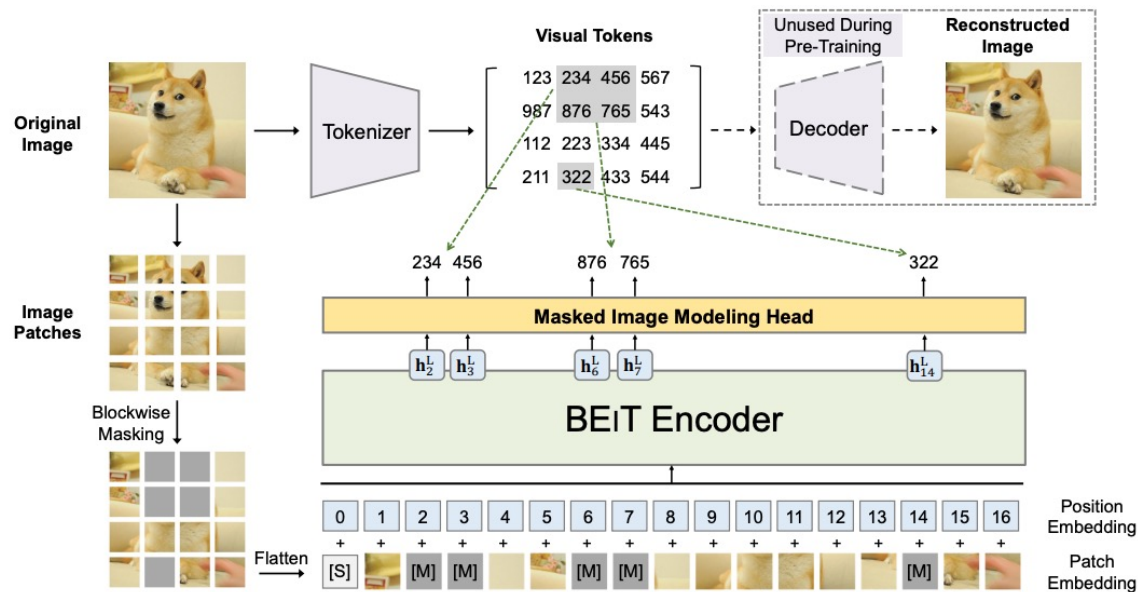 Original
Image
Tokenizer
Visual Tokens
123 234 456 567
987 876 765 543
112 223 334 445
211 322 433 544
Unused During
Pre-Training
Decoder
Reconstructed
Image
Image
Patches
Blockwise
Masking
Flatten
234 456 876 765 322
Masked Image Modeling Head
h₂ᴸ h₃ᴸ h₆ᴸ h₇ᴸ h₁₄ᴸ
BEIT Encoder
0 1 2 3 4 5 6 7 8 9 10 11 12 13 14 15 16
Position
Embedding
+ + + + + + + + + + + + + + + + +
[S] [M] [M] [M] [M] [M]
Patch
Embedding